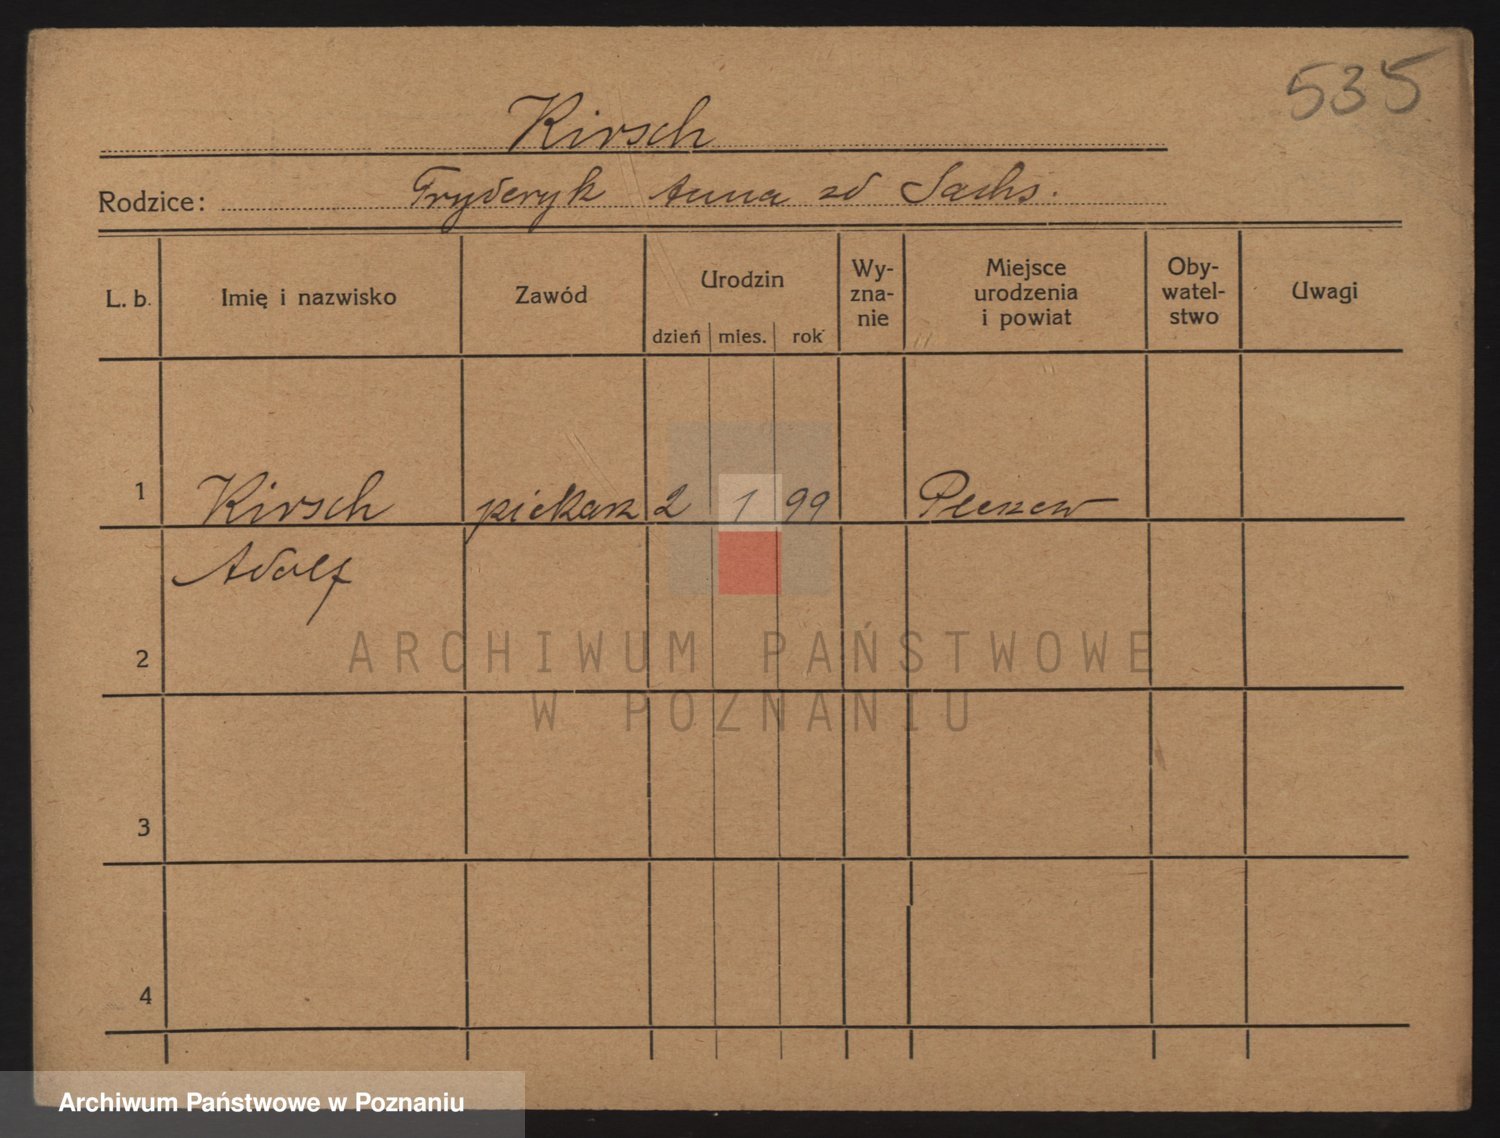 535
Kirsch
Rodzice: Fryderyk Anna zd Sachs.
L. b. Imię i nazwisko Zawód Urodzin dzień mies. rok Wy-
zna-
nie Miejsce
urodzenia
i powiat Oby-
watel-
stwo Uwagi
1 Kirsch piekarz 2 1 99 Pleszew
Adolf
2
3
4
ARCHIWUM PAŃSTWOWE
W POZNANIU
Archiwum Państwowe w Poznaniu